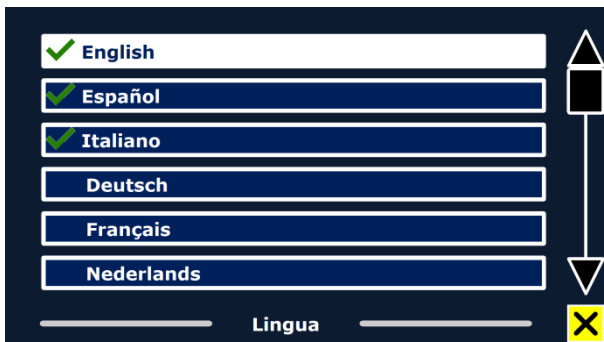 English
Español
Italiano
Deutsch
Français
Nederlands
Lingua